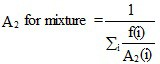 A₂ for mixture = 1 / Σᵢ f(i)/A₂(i)